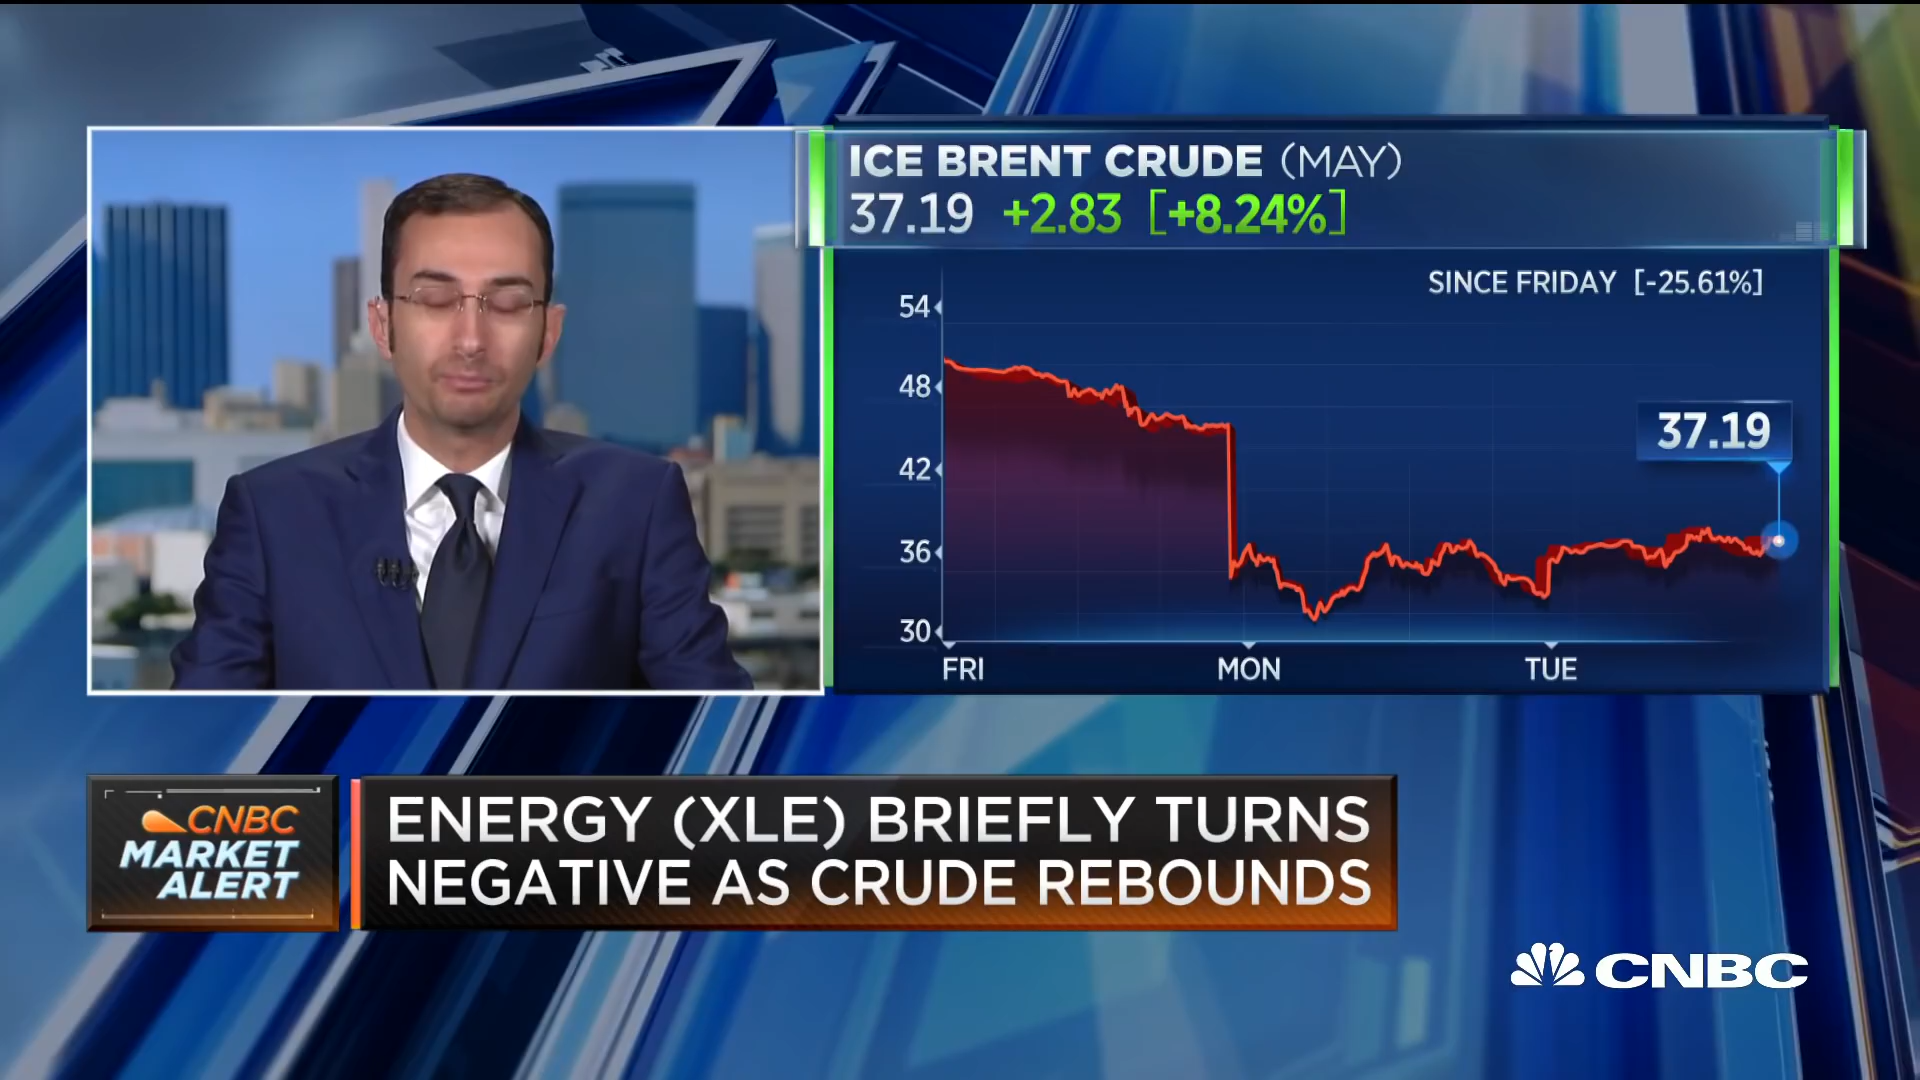 ICE BRENT CRUDE (MAY)
37.19 +2.83 [+8.24%]
SINCE FRIDAY [-25.61%]
54
48
42
36
30
37.19
FRI MON TUE
CNBC
MARKET
ALERT
ENERGY (XLE) BRIEFLY TURNS
NEGATIVE AS CRUDE REBOUNDS
CNBC